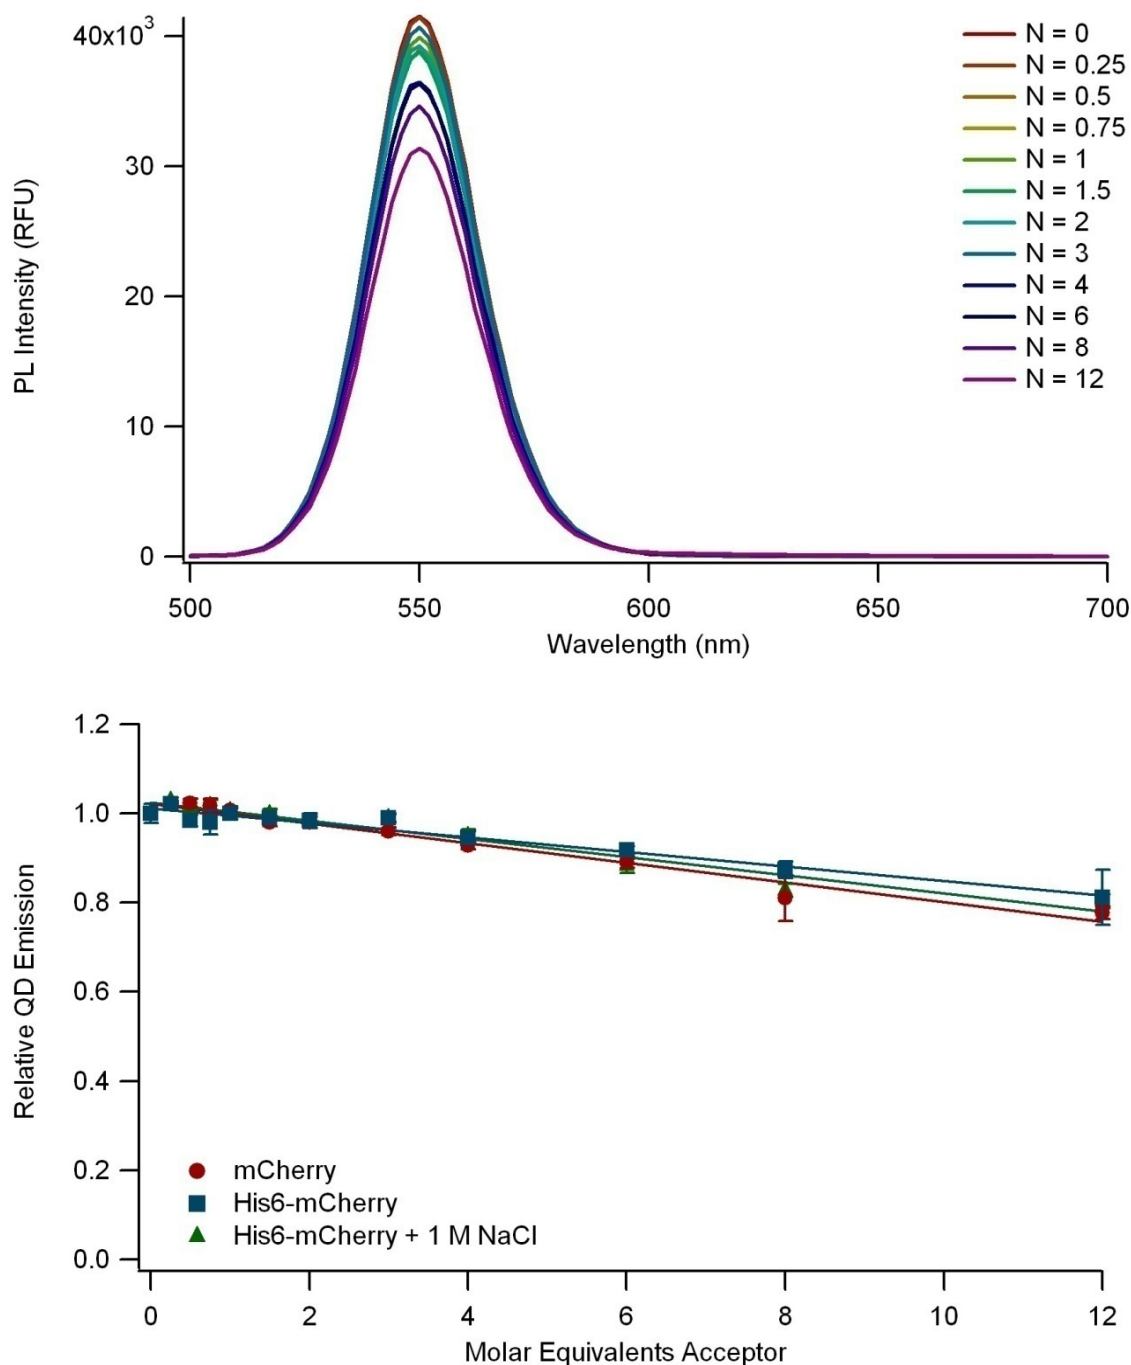 40x10³
30
20
10
0
PL Intensity (RFU)
500
550
600
650
700
Wavelength (nm)
N = 0
N = 0.25
N = 0.5
N = 0.75
N = 1
N = 1.5
N = 2
N = 3
N = 4
N = 6
N = 8
N = 12
1.2
1.0
0.8
0.6
0.4
0.2
0.0
Relative QD Emission
mCherry
His6-mCherry
His6-mCherry + 1 M NaCl
0
2
4
6
8
10
12
Molar Equivalents Acceptor